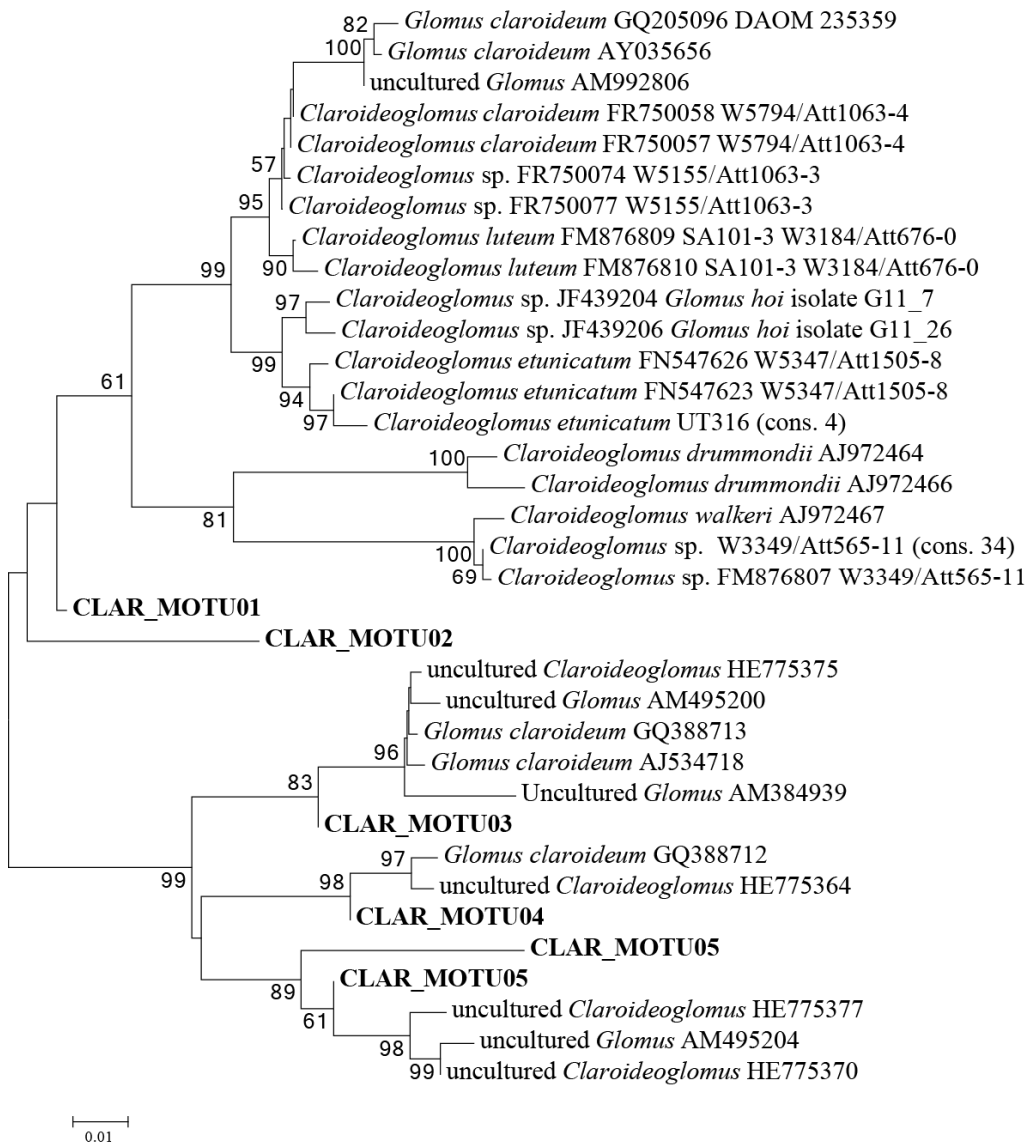 82
Glomus claroideum GQ205096 DAOM 235359
100
Glomus claroideum AY035656
uncultured Glomus AM992806
Claroideoglomus claroideum FR750058 W5794/Att1063-4
Claroideoglomus claroideum FR750057 W5794/Att1063-4
57
Claroideoglomus sp. FR750074 W5155/Att1063-3
95
Claroideoglomus sp. FR750077 W5155/Att1063-3
Claroideoglomus luteum FM876809 SA101-3 W3184/Att676-0
99
90
Claroideoglomus luteum FM876810 SA101-3 W3184/Att676-0
97
Claroideoglomus sp. JF439204 Glomus hoi isolate G11_7
Claroideoglomus sp. JF439206 Glomus hoi isolate G11_26
99
Claroideoglomus etunicatum FN547626 W5347/Att1505-8
61
Claroideoglomus etunicatum FN547623 W5347/Att1505-8
94
97
Claroideoglomus etunicatum UT316 (cons. 4)
100
Claroideoglomus drummondii AJ972464
Claroideoglomus drummondii AJ972466
81
Claroideoglomus walkeri AJ972467
Claroideoglomus sp. W3349/Att565-11 (cons. 34)
100
69
Claroideoglomus sp. FM876807 W3349/Att565-11
CLAR_MOTU01
CLAR_MOTU02
uncultured Claroideoglomus HE775375
uncultured Glomus AM495200
Glomus claroideum GQ388713
96
Glomus claroideum AJ534718
83
Uncultured Glomus AM384939
CLAR_MOTU03
97
Glomus claroideum GQ388712
99
98
uncultured Claroideoglomus HE775364
CLAR_MOTU04
CLAR_MOTU05
89
CLAR_MOTU05
61
uncultured Claroideoglomus HE775377
98
uncultured Glomus AM495204
99
uncultured Claroideoglomus HE775370
0.01